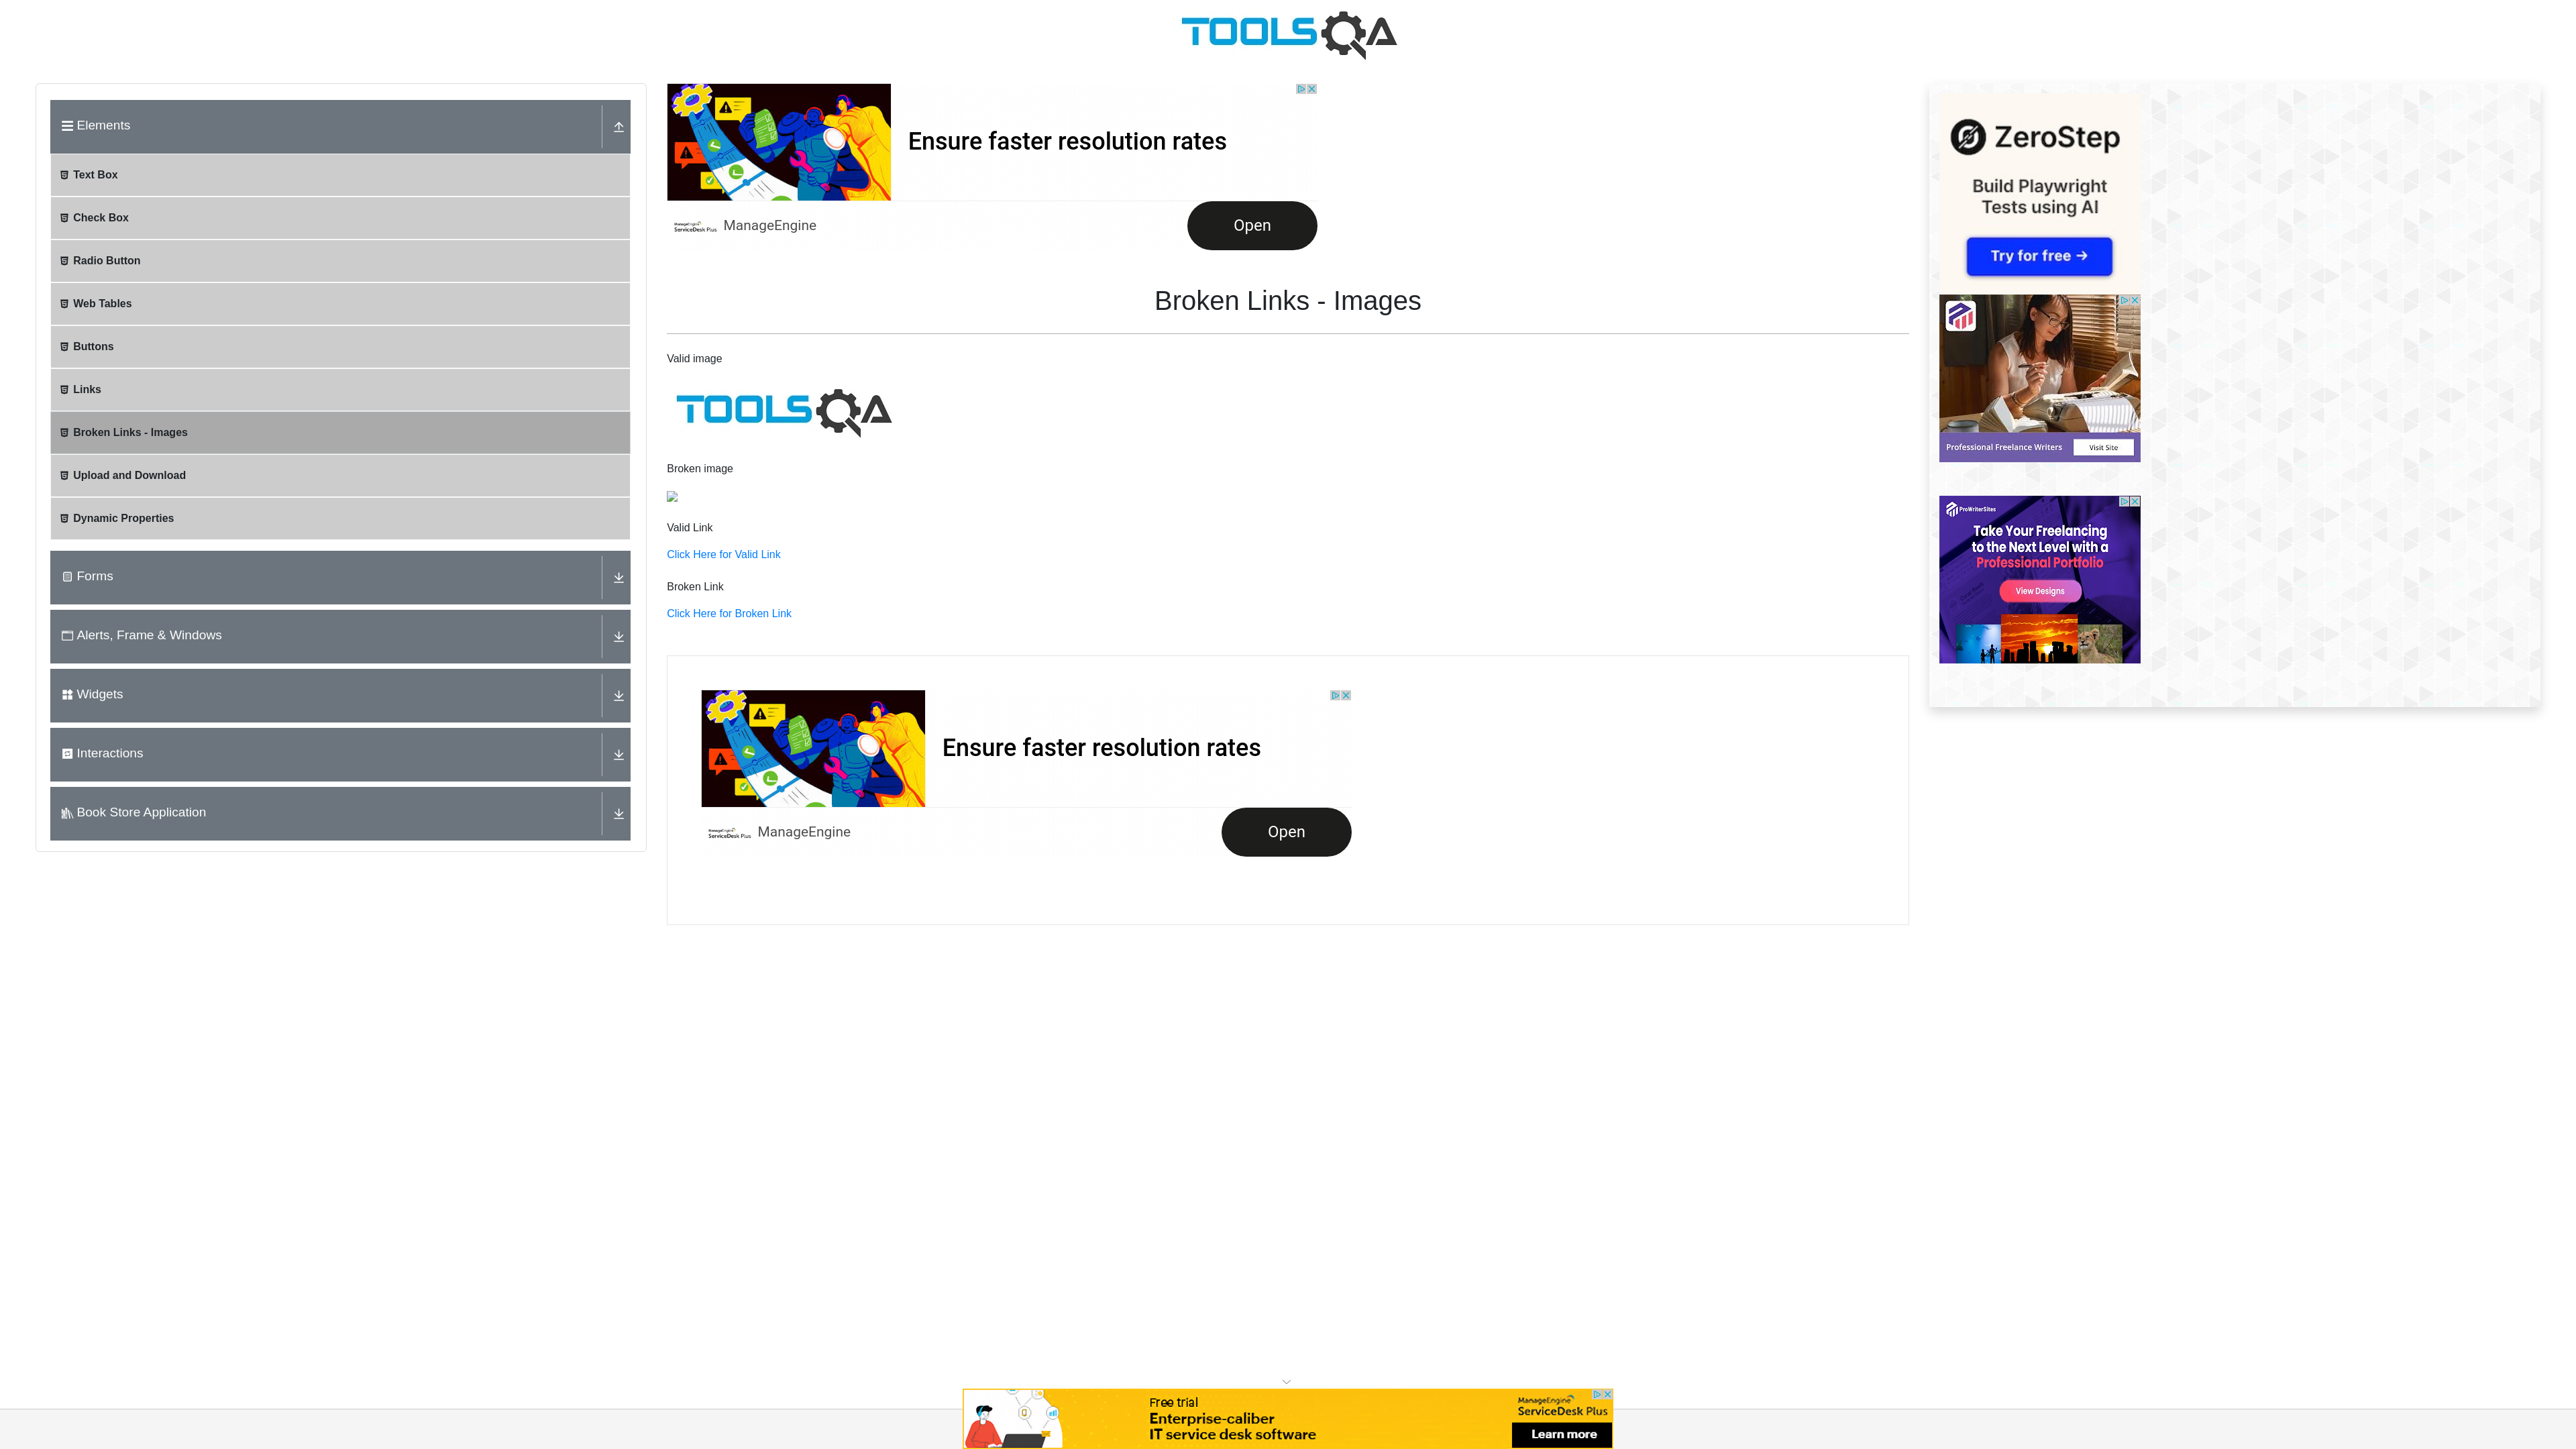 TOOLSQA
Elements
Text Box
Check Box
Radio Button
Web Tables
Buttons
Links
Broken Links - Images
Upload and Download
Dynamic Properties
Forms
Alerts, Frame & Windows
Widgets
Interactions
Book Store Application
Ensure faster resolution rates
ManageEngine
ServiceDesk Plus
ManageEngine
Open
Broken Links - Images
Valid image
TOOLSQA
Broken image
Valid Link
Click Here for Valid Link
Broken Link
Click Here for Broken Link
Ensure faster resolution rates
ManageEngine
ServiceDesk Plus
ManageEngine
Open
ZeroStep
Build Playwright
Tests using AI
Try for free →
Professional Freelance Writers
Visit Site
ProWriterSites
Take Your Freelancing
to the Next Level with a
Professional Portfolio
View Designs
Free trial
Enterprise-caliber
IT service desk software
ManageEngine
ServiceDesk Plus
Learn more